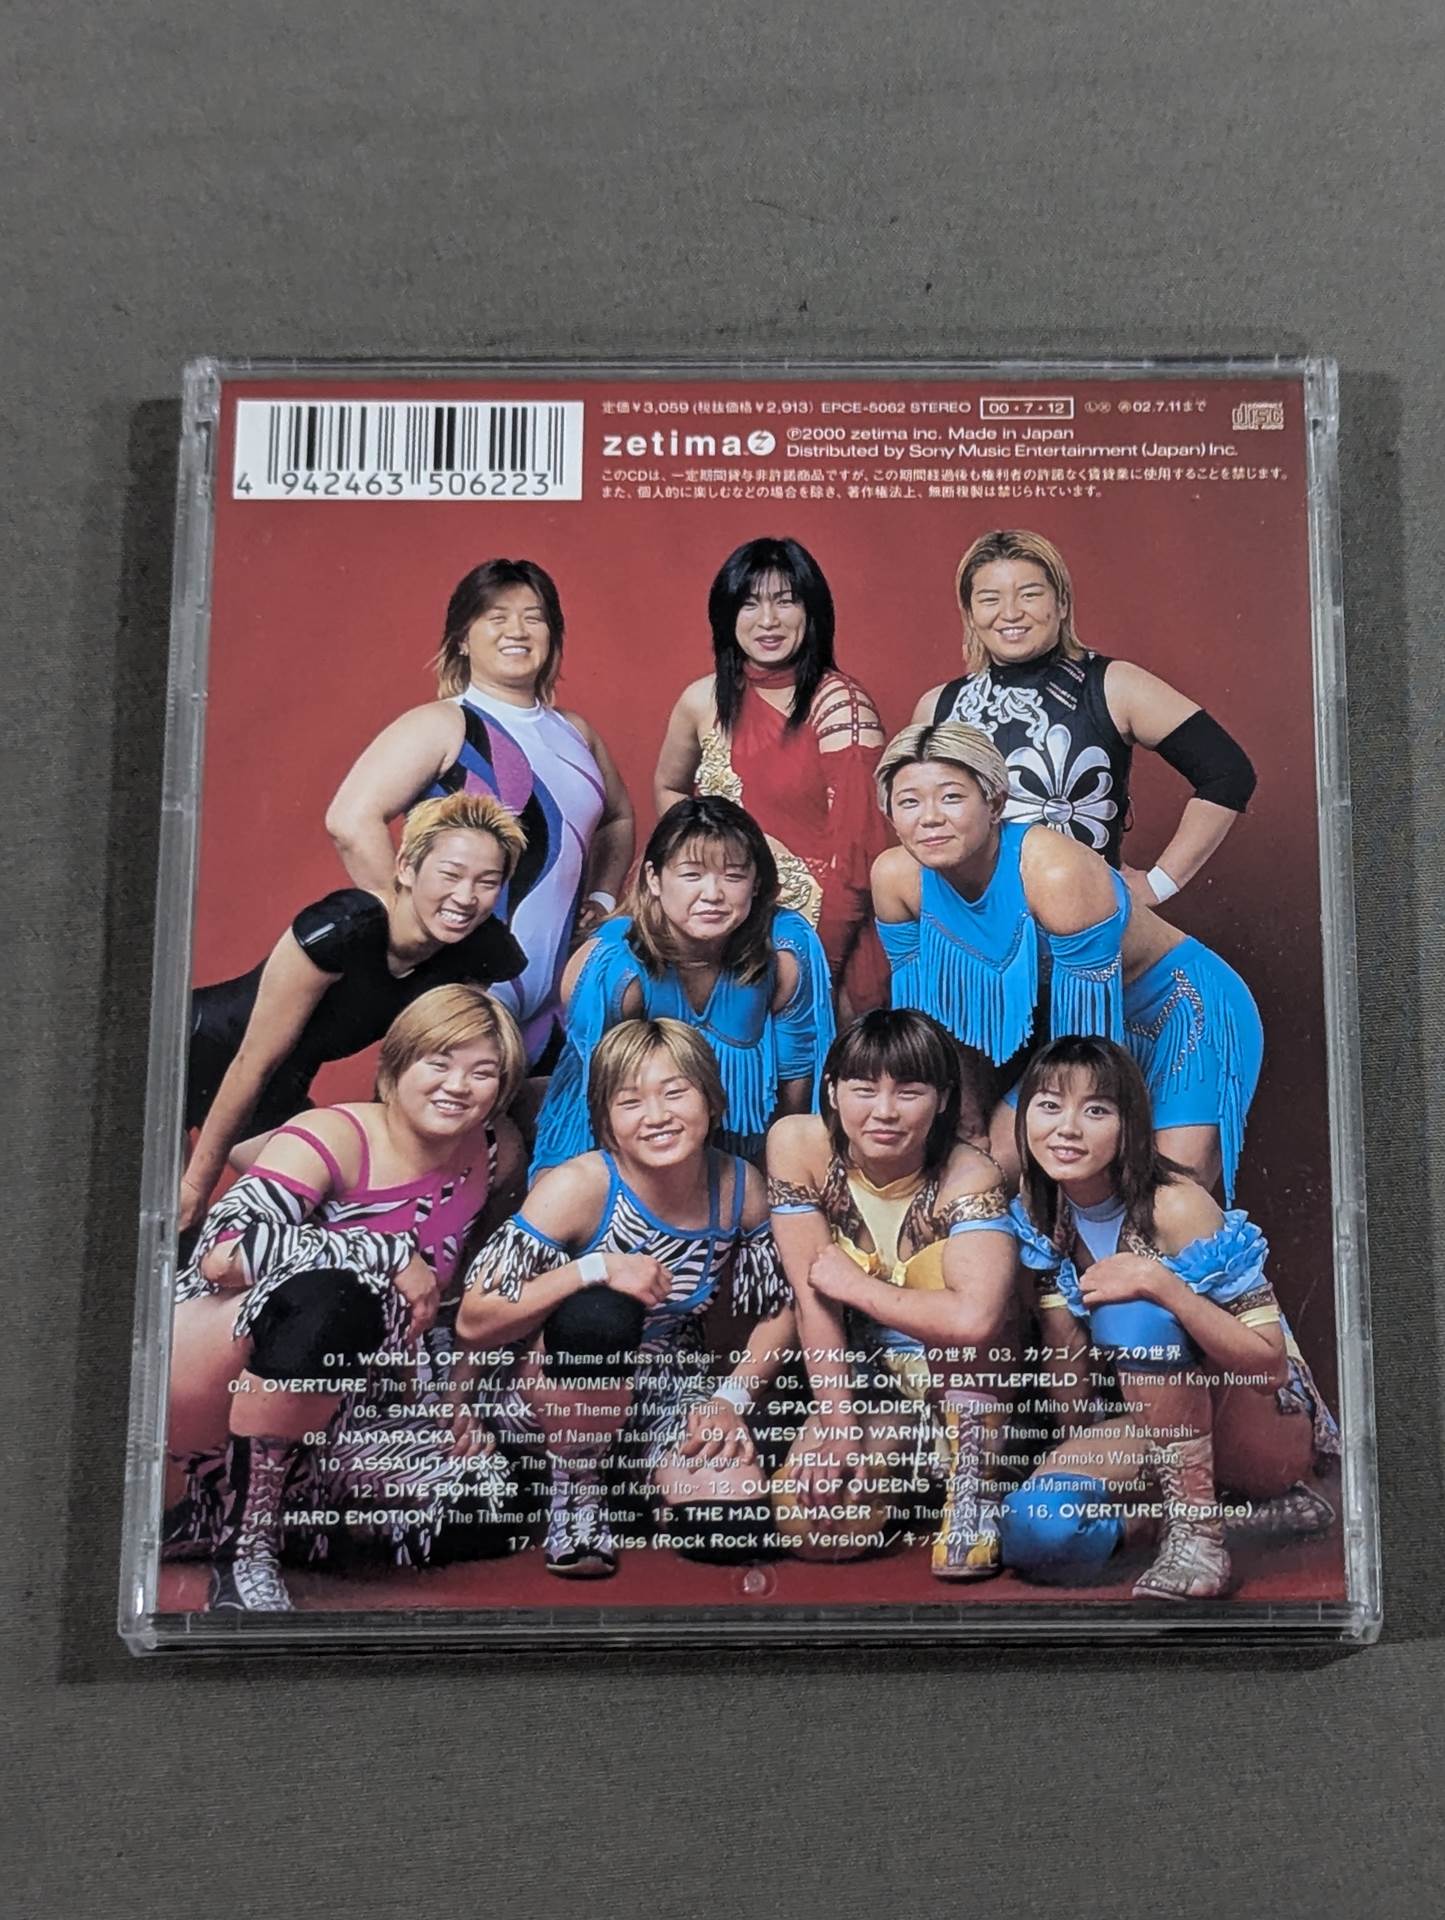 定価￥3,059(税抜価格￥2,913) EPCE-5062 STEREO 00・7・12 02.7.11まで
COMPACT disc DIGITAL AUDIO
zetima
Ⓟ2000 zetima inc. Made in Japan
Distributed by Sony Music Entertainment (Japan) Inc.
4 942463 506223
このCDは、一定期間貸与非許諾商品ですが、この期間経過後も権利者の許諾なく賃貸業に使用することを禁じます。
また、個人的に楽しむなどの場合を除き、著作権法上、無断複製は禁じられています。
01. WORLD OF KISS ~The Theme of Kiss no Sekai~ 02. バクバクKiss／キッスの世界 03. カクゴ／キッスの世界
04. OVERTURE ~The Theme of ALL JAPAN WOMEN'S PRO-WRESTRING~ 05. SMILE ON THE BATTLEFIELD ~The Theme of Kayo Noumi~
06. SNAKE ATTACK ~The Theme of Miyuki Fujii~ 07. SPACE SOLDIER ~The Theme of Miho Wakizawa~
08. NANARACKA ~The Theme of Nanae Takahashi~ 09. A WEST WIND WARNING ~The Theme of Momoe Nakanishi~
10. ASSAULT KICKS ~The Theme of Kumiko Maekawa~ 11. HELL SMASHER ~The Theme of Tomoko Watanabe~
12. DIVE BOMBER ~The Theme of Kaoru Ito~ 13. QUEEN OF QUEENS ~The Theme of Manami Toyota~
14. HARD EMOTION ~The Theme of Yumiko Hotta~ 15. THE MAD DAMAGER ~The Theme of ZAP~ 16. OVERTURE (Reprise)
17. バクバクKiss (Rock Rock Kiss Version)／キッスの世界